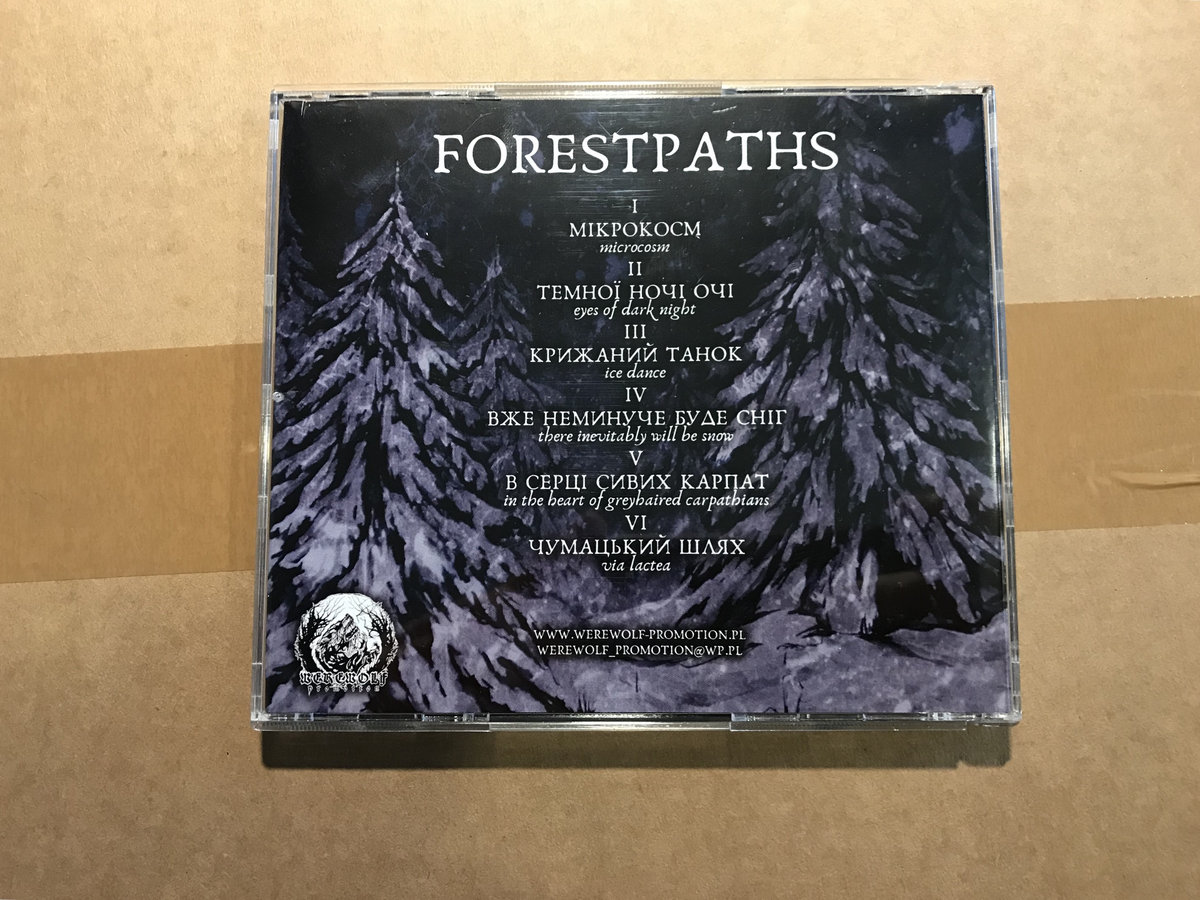 FORESTPATHS
I
МІКРОКОСМ
microcosm
II
ТЕМНОЇ НОЧІ ОЧІ
eyes of dark night
III
КРИЖАНИЙ ТАНОК
ice dance
IV
ВЖЕ НЕМИНУЧЕ БУДЕ СНІГ
there inevitably will be snow
V
В СЕРЦІ СИВИХ КАРПАТ
in the heart of greyhaired carpathians
VI
ЧУМАЦЬКИЙ ШЛЯХ
via lactea
WWW.WEREWOLF-PROMOTION.PL
WEREWOLF_PROMOTION@WP.PL
WEREWOLF
promotion